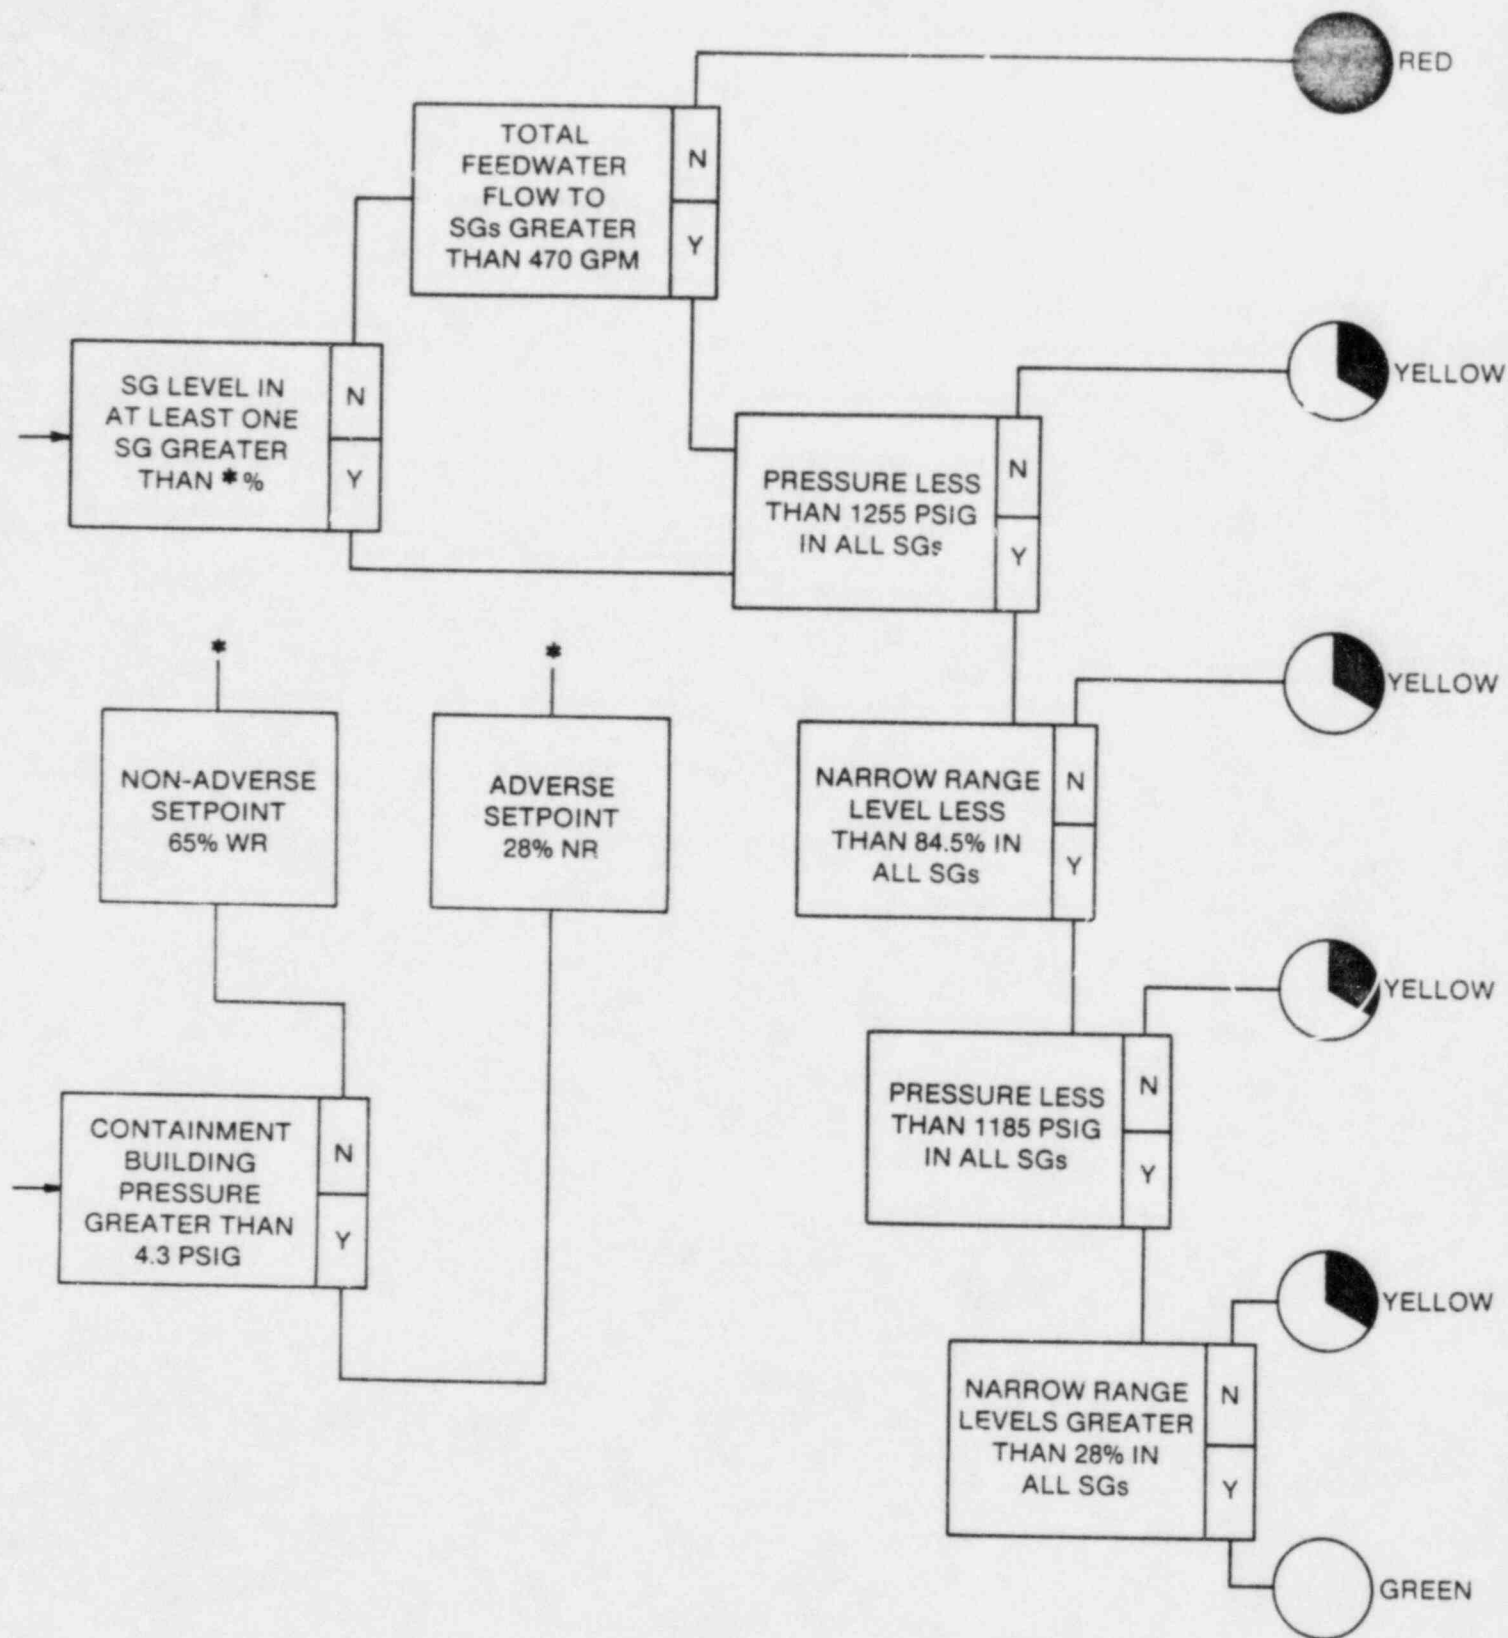 RED
TOTAL
FEEDWATER
FLOW TO
SGs GREATER
THAN 470 GPM
N
Y
SG LEVEL IN
AT LEAST ONE
SG GREATER
THAN *%
N
Y
YELLOW
PRESSURE LESS
THAN 1255 PSIG
IN ALL SGs
N
Y
*
*
YELLOW
NON-ADVERSE
SETPOINT
65% WR
ADVERSE
SETPOINT
28% NR
NARROW RANGE
LEVEL LESS
THAN 84.5% IN
ALL SGs
N
Y
YELLOW
PRESSURE LESS
THAN 1185 PSIG
IN ALL SGs
N
Y
CONTAINMENT
BUILDING
PRESSURE
GREATER THAN
4.3 PSIG
N
Y
YELLOW
NARROW RANGE
LEVELS GREATER
THAN 28% IN
ALL SGs
N
Y
GREEN